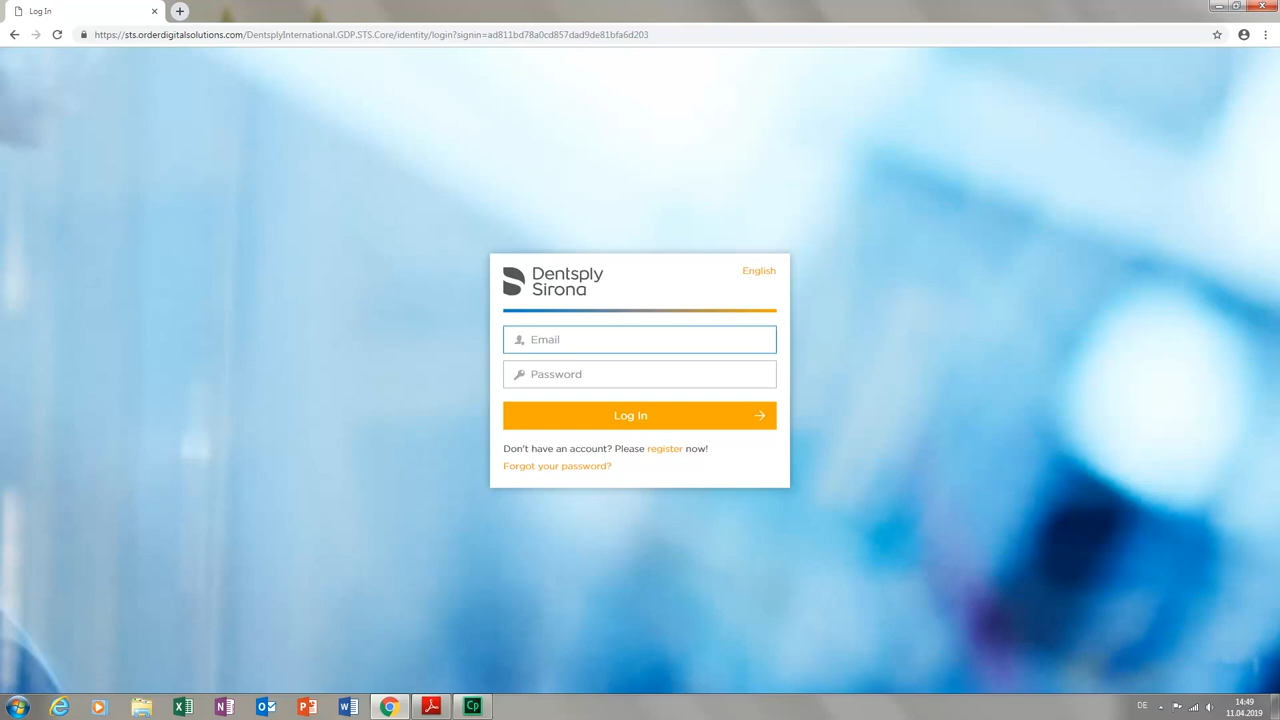 Log In
https://sts.orderdigitalsolutions.com/DentsplyInternational.GDP.STS.Core/identity/login?signin=ad811bd78a0cd857dad9de81bfa6d203
Dentsply
Sirona
English
Email
Password
Log In
Don't have an account? Please register now!
Forgot your password?
Cp
DE
14:49
11.04.2019